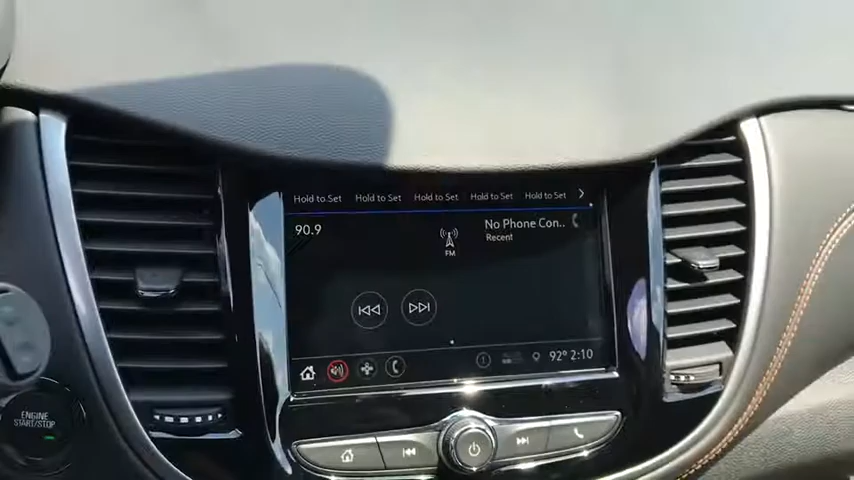 Hold to Set Hold to Set Hold to Set Hold to Set Hold to Set
90.9
FM
No Phone Con..
Recent
1
92° 2:10
ENGINE
START/STOP